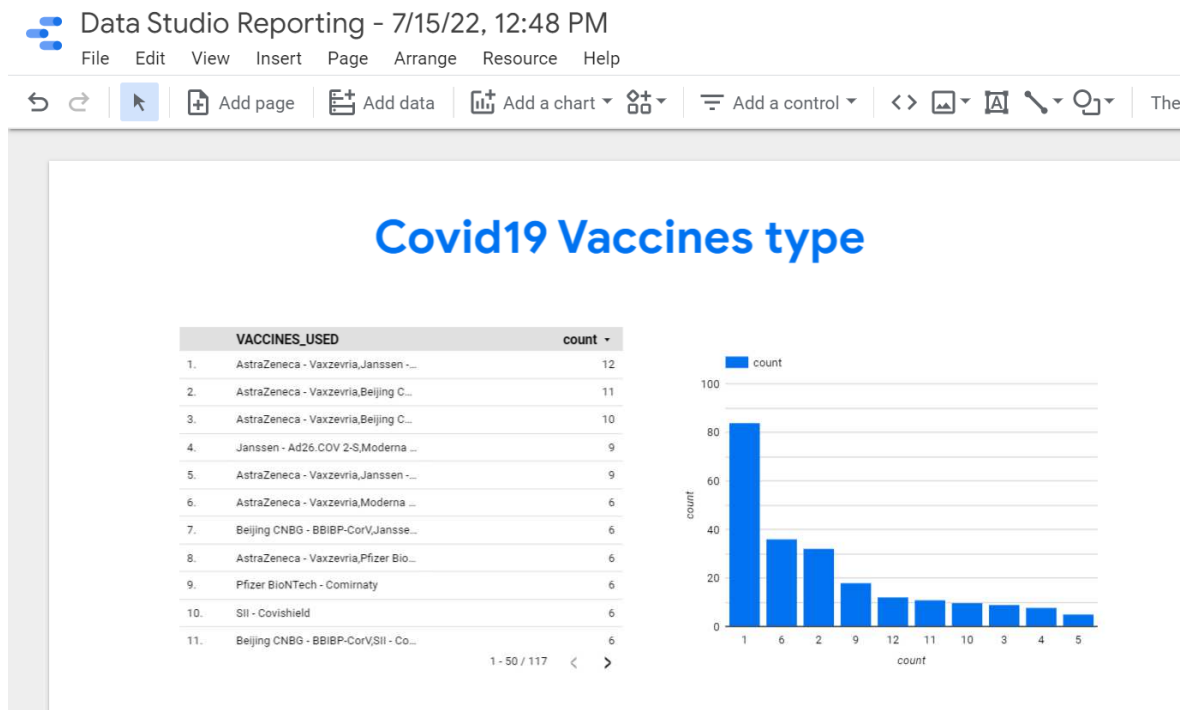 Data Studio Reporting - 7/15/22, 12:48 PM
File Edit View Insert Page Arrange Resource Help
Add page Add data Add a chart Add a control The
Covid19 Vaccines type
VACCINES_USED count
1. AstraZeneca - Vaxzevria,Janssen -... 12
2. AstraZeneca - Vaxzevria,Beijing C... 11
3. AstraZeneca - Vaxzevria,Beijing C... 10
4. Janssen - Ad26.COV 2-S,Moderna ... 9
5. AstraZeneca - Vaxzevria,Janssen -... 9
6. AstraZeneca - Vaxzevria,Moderna ... 6
7. Beijing CNBG - BBIBP-CorV,Jansse... 6
8. AstraZeneca - Vaxzevria,Pfizer Bio... 6
9. Pfizer BioNTech - Comirnaty 6
10. SII - Covishield 6
11. Beijing CNBG - BBIBP-CorV,SII - Co... 6
1 - 50 / 117
count
100
80
60
40
20
0
count
1 6 2 9 12 11 10 3 4 5
count